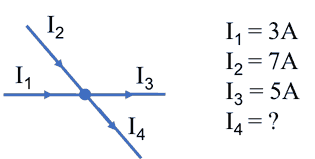 I₂
I₁
I₃
I₄
I₁ = 3A
I₂ = 7A
I₃ = 5A
I₄ = ?